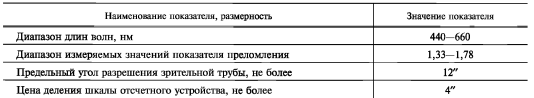 Наименование показателя, размерность Значение показателя
Диапазон длин волн, нм 440—660
Диапазон измеряемых значений показателя преломления 1,33—1,78
Предельный угол разрешения зрительной трубы, не более 12″
Цена деления шкалы отсчетного устройства, не более 4″